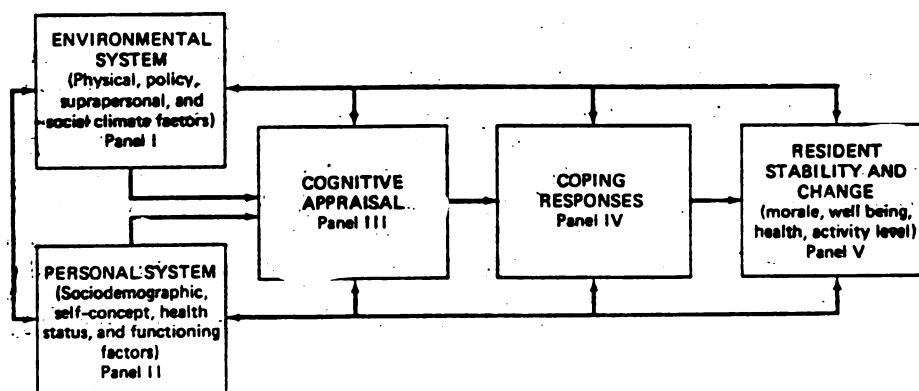 ENVIRONMENTAL
SYSTEM
(Physical, policy,
suprapersonal, and
social climate factors)
Panel I
COGNITIVE
APPRAISAL
Panel III
COPING
RESPONSES
Panel IV
RESIDENT
STABILITY AND
CHANGE
(morale, well being,
health, activity level)
Panel V
PERSONAL SYSTEM
(Sociodemographic,
self-concept, health
status, and functioning
factors)
Panel II